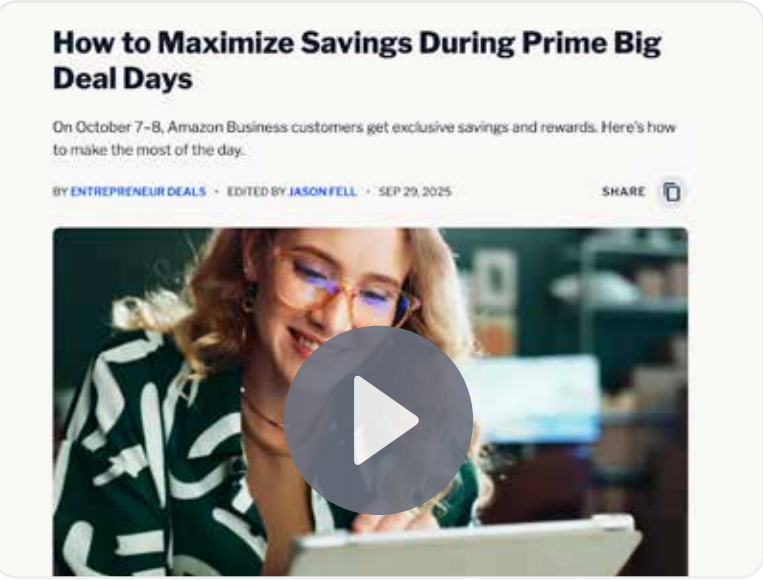 How to Maximize Savings During Prime Big
Deal Days
On October 7–8, Amazon Business customers get exclusive savings and rewards. Here's how
to make the most of the day.
BY ENTREPRENEUR DEALS • EDITED BY JASON FELL • SEP 29, 2025 SHARE